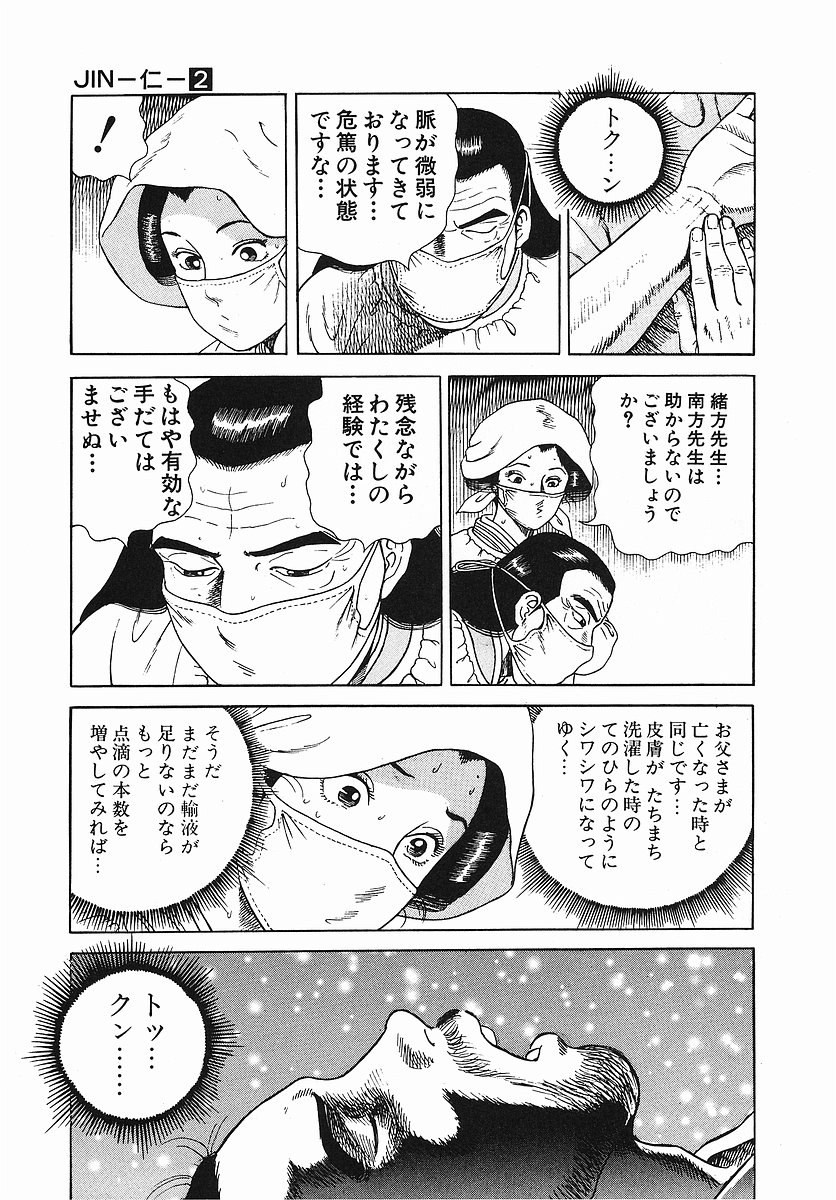 JIN－仁－2
トク…ン
脈が微弱に
なってきて
おります…
危篤の状態
ですな…
！
緒方先生…
南方先生は
助からないので
ございましょう
か？
残念ながら
わたくしの
経験では…
もはや有効な
手だては
ござい
ませぬ…
お父さまが
亡くなった時と
同じです…
皮膚が たちまち
洗濯した時の
てのひらのように
シワシワになって
ゆく…
そうだ
まだまだ輸液が
足りないのなら
もっと
点滴の本数を
増やしてみれば…
トッ…
クン………